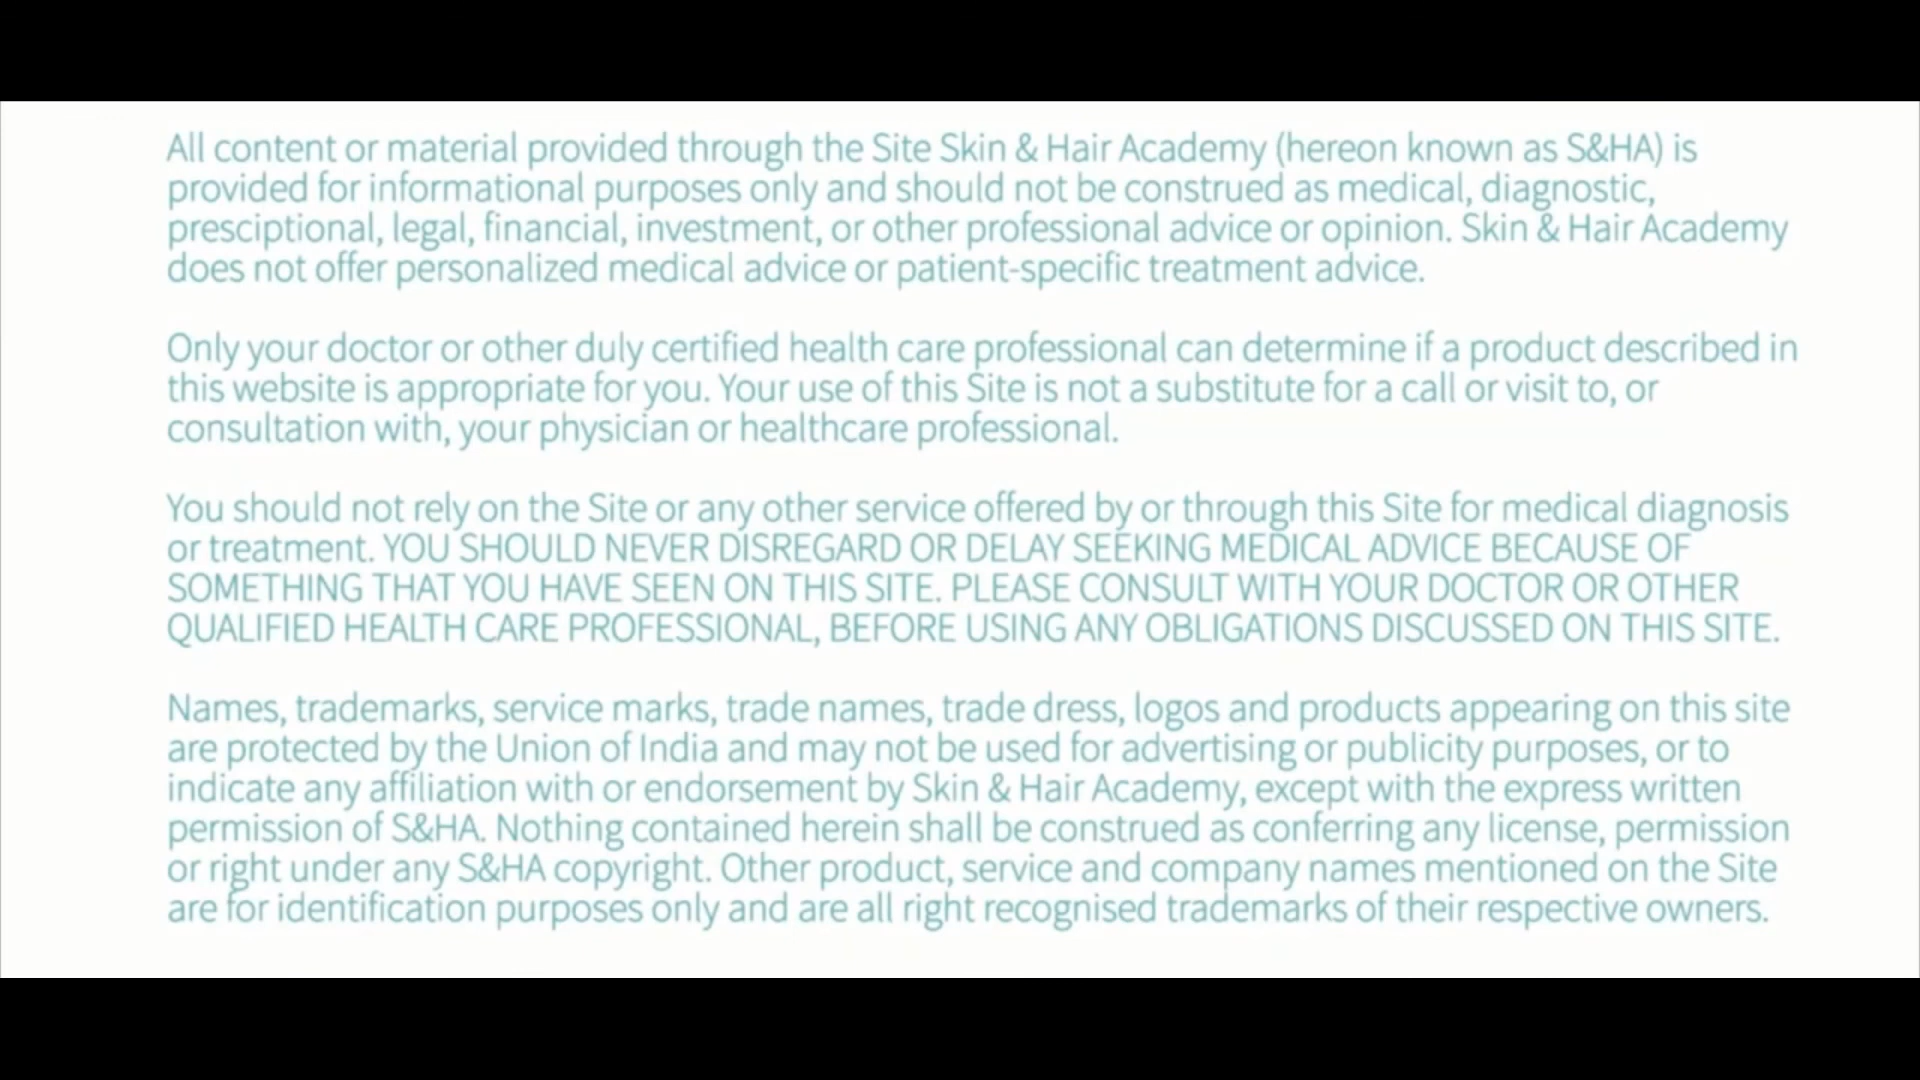 All content or material provided through the Site Skin & Hair Academy (hereon known as S&HA) is
provided for informational purposes only and should not be construed as medical, diagnostic,
presciptional, legal, financial, investment, or other professional advice or opinion. Skin & Hair Academy
does not offer personalized medical advice or patient-specific treatment advice.
Only your doctor or other duly certified health care professional can determine if a product described in
this website is appropriate for you. Your use of this Site is not a substitute for a call or visit to, or
consultation with, your physician or healthcare professional.
You should not rely on the Site or any other service offered by or through this Site for medical diagnosis
or treatment. YOU SHOULD NEVER DISREGARD OR DELAY SEEKING MEDICAL ADVICE BECAUSE OF
SOMETHING THAT YOU HAVE SEEN ON THIS SITE. PLEASE CONSULT WITH YOUR DOCTOR OR OTHER
QUALIFIED HEALTH CARE PROFESSIONAL, BEFORE USING ANY OBLIGATIONS DISCUSSED ON THIS SITE.
Names, trademarks, service marks, trade names, trade dress, logos and products appearing on this site
are protected by the Union of India and may not be used for advertising or publicity purposes, or to
indicate any affiliation with or endorsement by Skin & Hair Academy, except with the express written
permission of S&HA. Nothing contained herein shall be construed as conferring any license, permission
or right under any S&HA copyright. Other product, service and company names mentioned on the Site
are for identification purposes only and are all right recognised trademarks of their respective owners.